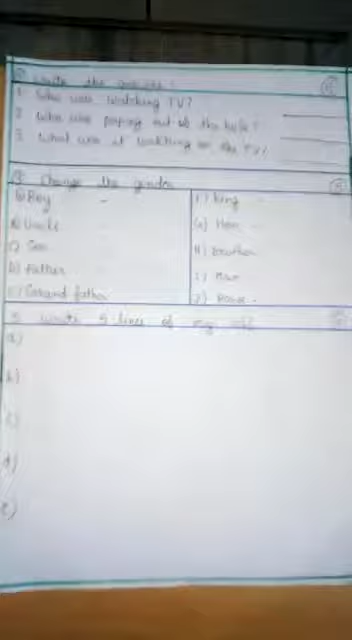 Write the answers :
1. Who was watching TV?
2. Who was peeping out of the hole?
3. What was it watching on the TV?
Change the gender
a) Boy -
b) Uncle -
c) Son -
D) Father -
e) Grand father
F) King -
G) Hen -
H) Brother
I) Man -
5 Write 5 lines of my
a)
b)
c)
d)
e)